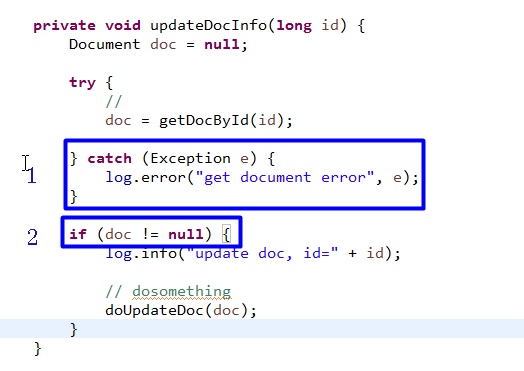 private void updateDocInfo(long id) {
Document doc = null;
try {
//
doc = getDocById(id);
1
} catch (Exception e) {
log.error("get document error", e);
}
2
if (doc != null) {
log.info("update doc, id=" + id);
// dosomething
doUpdateDoc(doc);
}
}